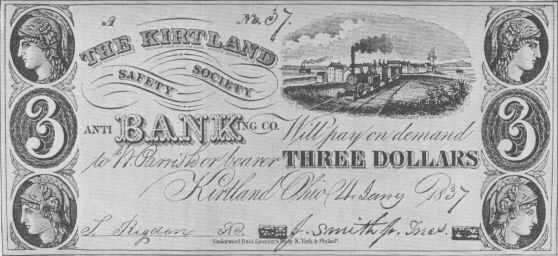 A No. 37.
THE KIRTLAND
SAFETY SOCIETY
3 3
ANTI BANKING CO. Will pay on demand
to W Parrish or bearer THREE DOLLARS
Kirtland Ohio Jany 1837
S Rigdon J. Smith Jr
Underwood Bald Spencer & Hufty N. York & Philada.